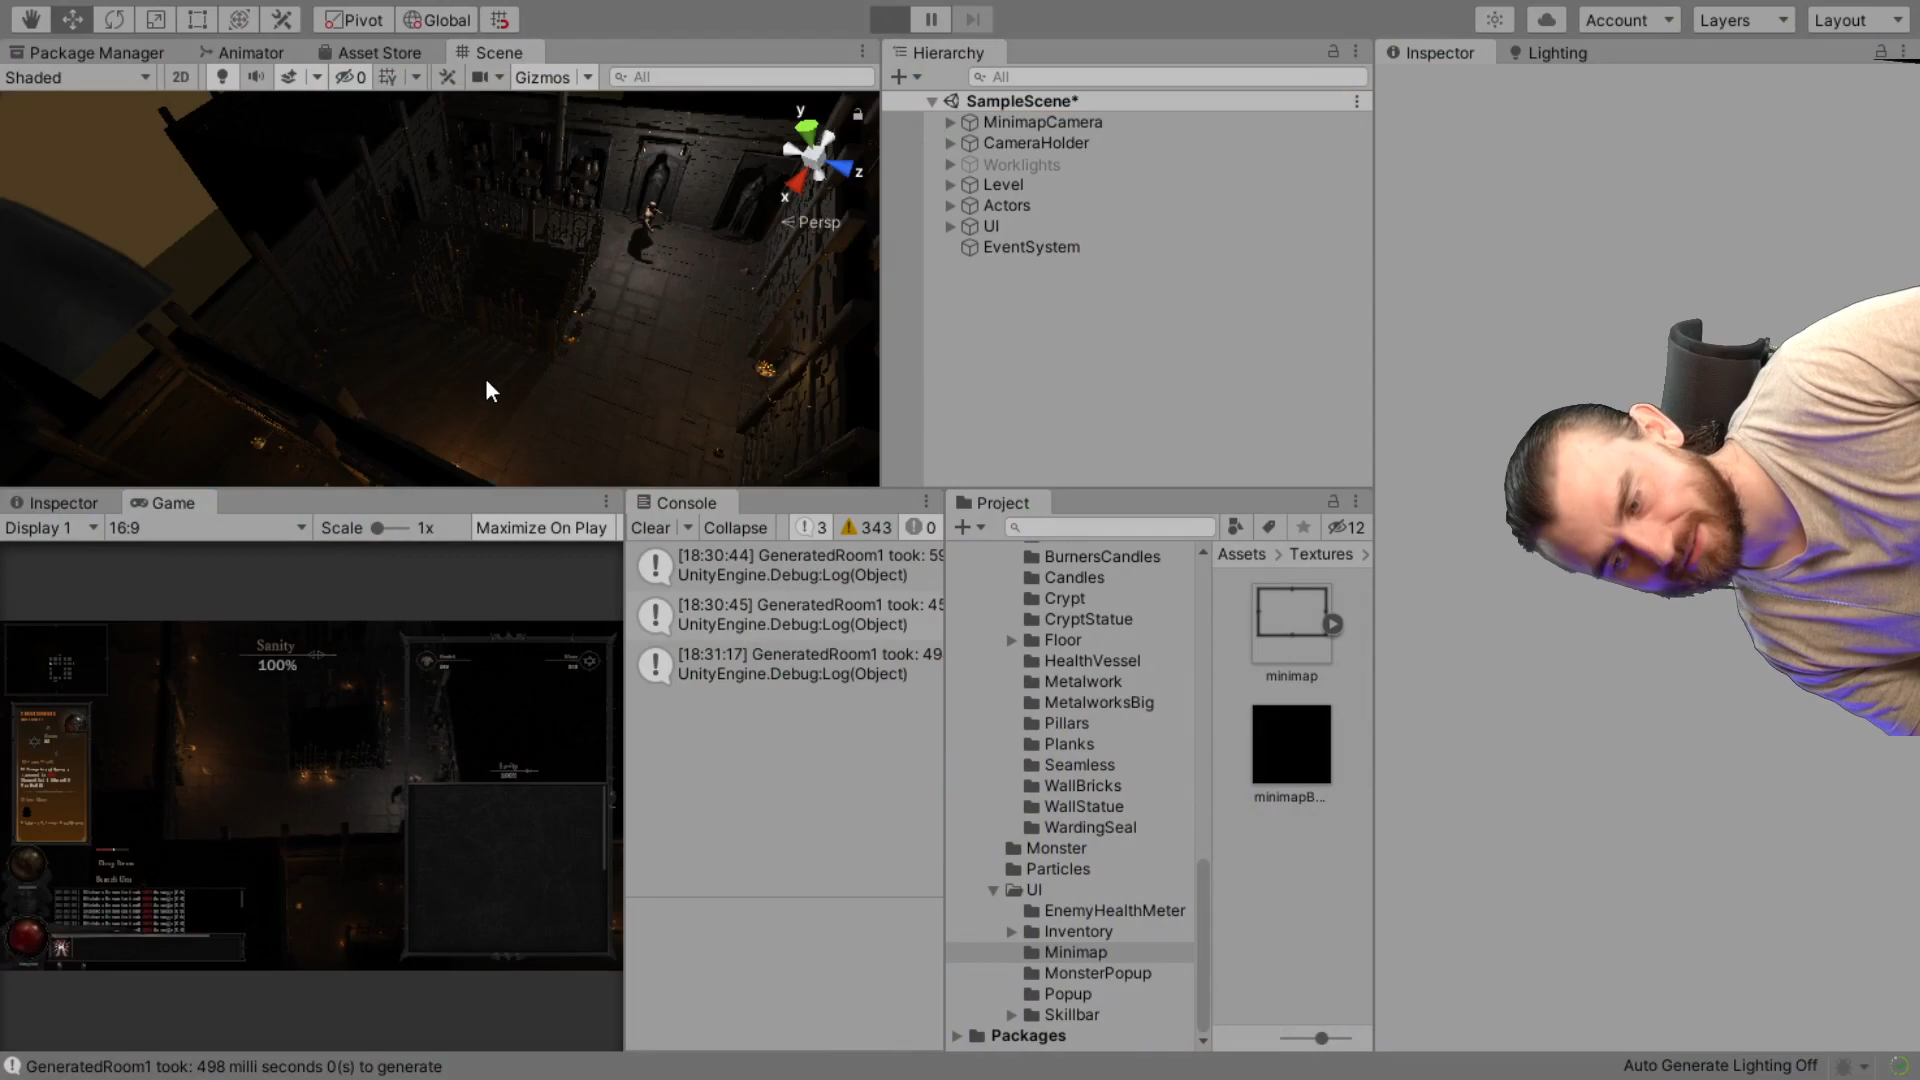 Pivot Global
Account Layers Layout
Package Manager Animator Asset Store Scene
Shaded 2D 0 Gizmos All
y
z
x
Persp
Hierarchy
All
SampleScene*
MinimapCamera
CameraHolder
Worklights
Level
Actors
UI
EventSystem
Inspector Lighting
Inspector Game
Display 1 16:9 Scale 1x Maximize On Play
Sanity
100%
Console
Clear Collapse 3 343 0
[18:30:44] GeneratedRoom1 took: 59
UnityEngine.Debug:Log(Object)
[18:30:45] GeneratedRoom1 took: 45
UnityEngine.Debug:Log(Object)
[18:31:17] GeneratedRoom1 took: 49
UnityEngine.Debug:Log(Object)
Project
12
BurnersCandles
Candles
Crypt
CryptStatue
Floor
HealthVessel
Metalwork
MetalworksBig
Pillars
Planks
Seamless
WallBricks
WallStatue
WardingSeal
Monster
Particles
UI
EnemyHealthMeter
Inventory
Minimap
MonsterPopup
Popup
Skillbar
Packages
Assets > Textures >
minimap
minimapB...
GeneratedRoom1 took: 498 milli seconds 0(s) to generate
Auto Generate Lighting Off